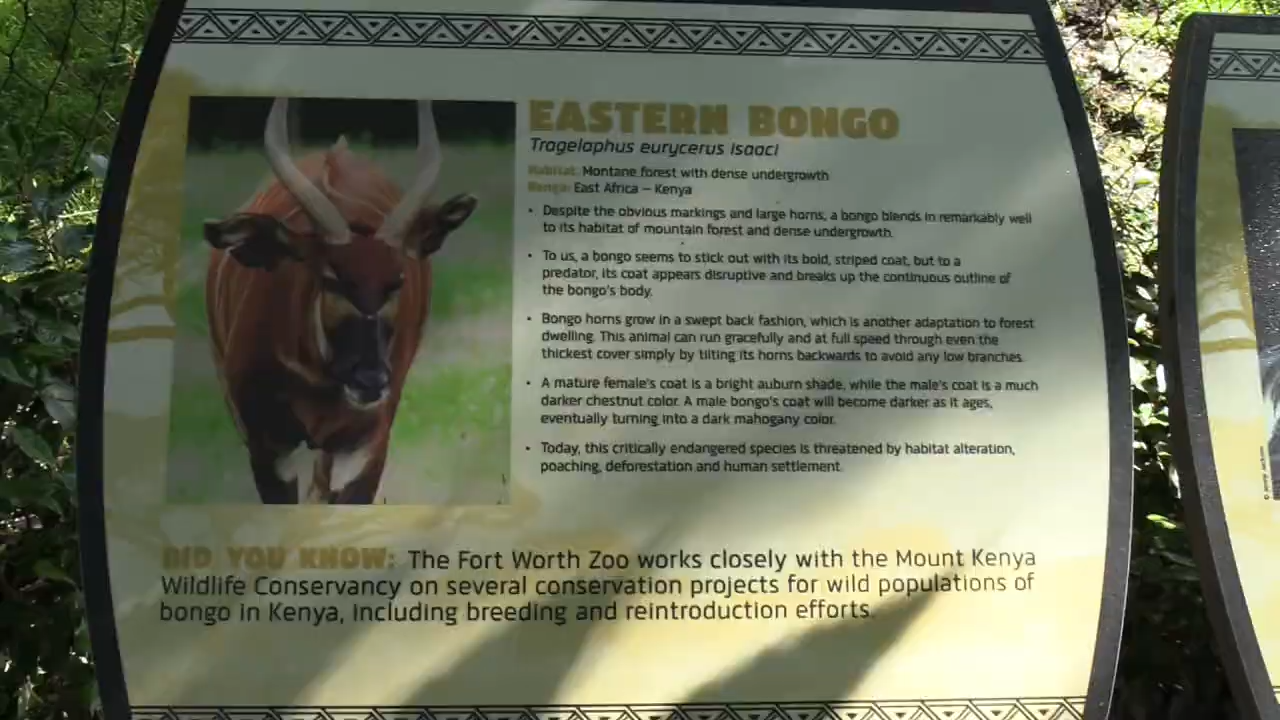 EASTERN BONGO
Tragelaphus eurycerus isaaci
Habitat: Montane forest with dense undergrowth
Range: East Africa – Kenya
• Despite the obvious markings and large horns, a bongo blends in remarkably well
to its habitat of mountain forest and dense undergrowth.
• To us, a bongo seems to stick out with its bold, striped coat, but to a
predator, its coat appears disruptive and breaks up the continuous outline of
the bongo's body.
• Bongo horns grow in a swept back fashion, which is another adaptation to forest
dwelling. This animal can run gracefully and at full speed through even the
thickest cover simply by tilting its horns backwards to avoid any low branches.
• A mature female's coat is a bright auburn shade, while the male's coat is a much
darker chestnut color. A male bongo's coat will become darker as it ages,
eventually turning into a dark mahogany color.
• Today, this critically endangered species is threatened by habitat alteration,
poaching, deforestation and human settlement.
DID YOU KNOW: The Fort Worth Zoo works closely with the Mount Kenya
Wildlife Conservancy on several conservation projects for wild populations of
bongo in Kenya, including breeding and reintroduction efforts.